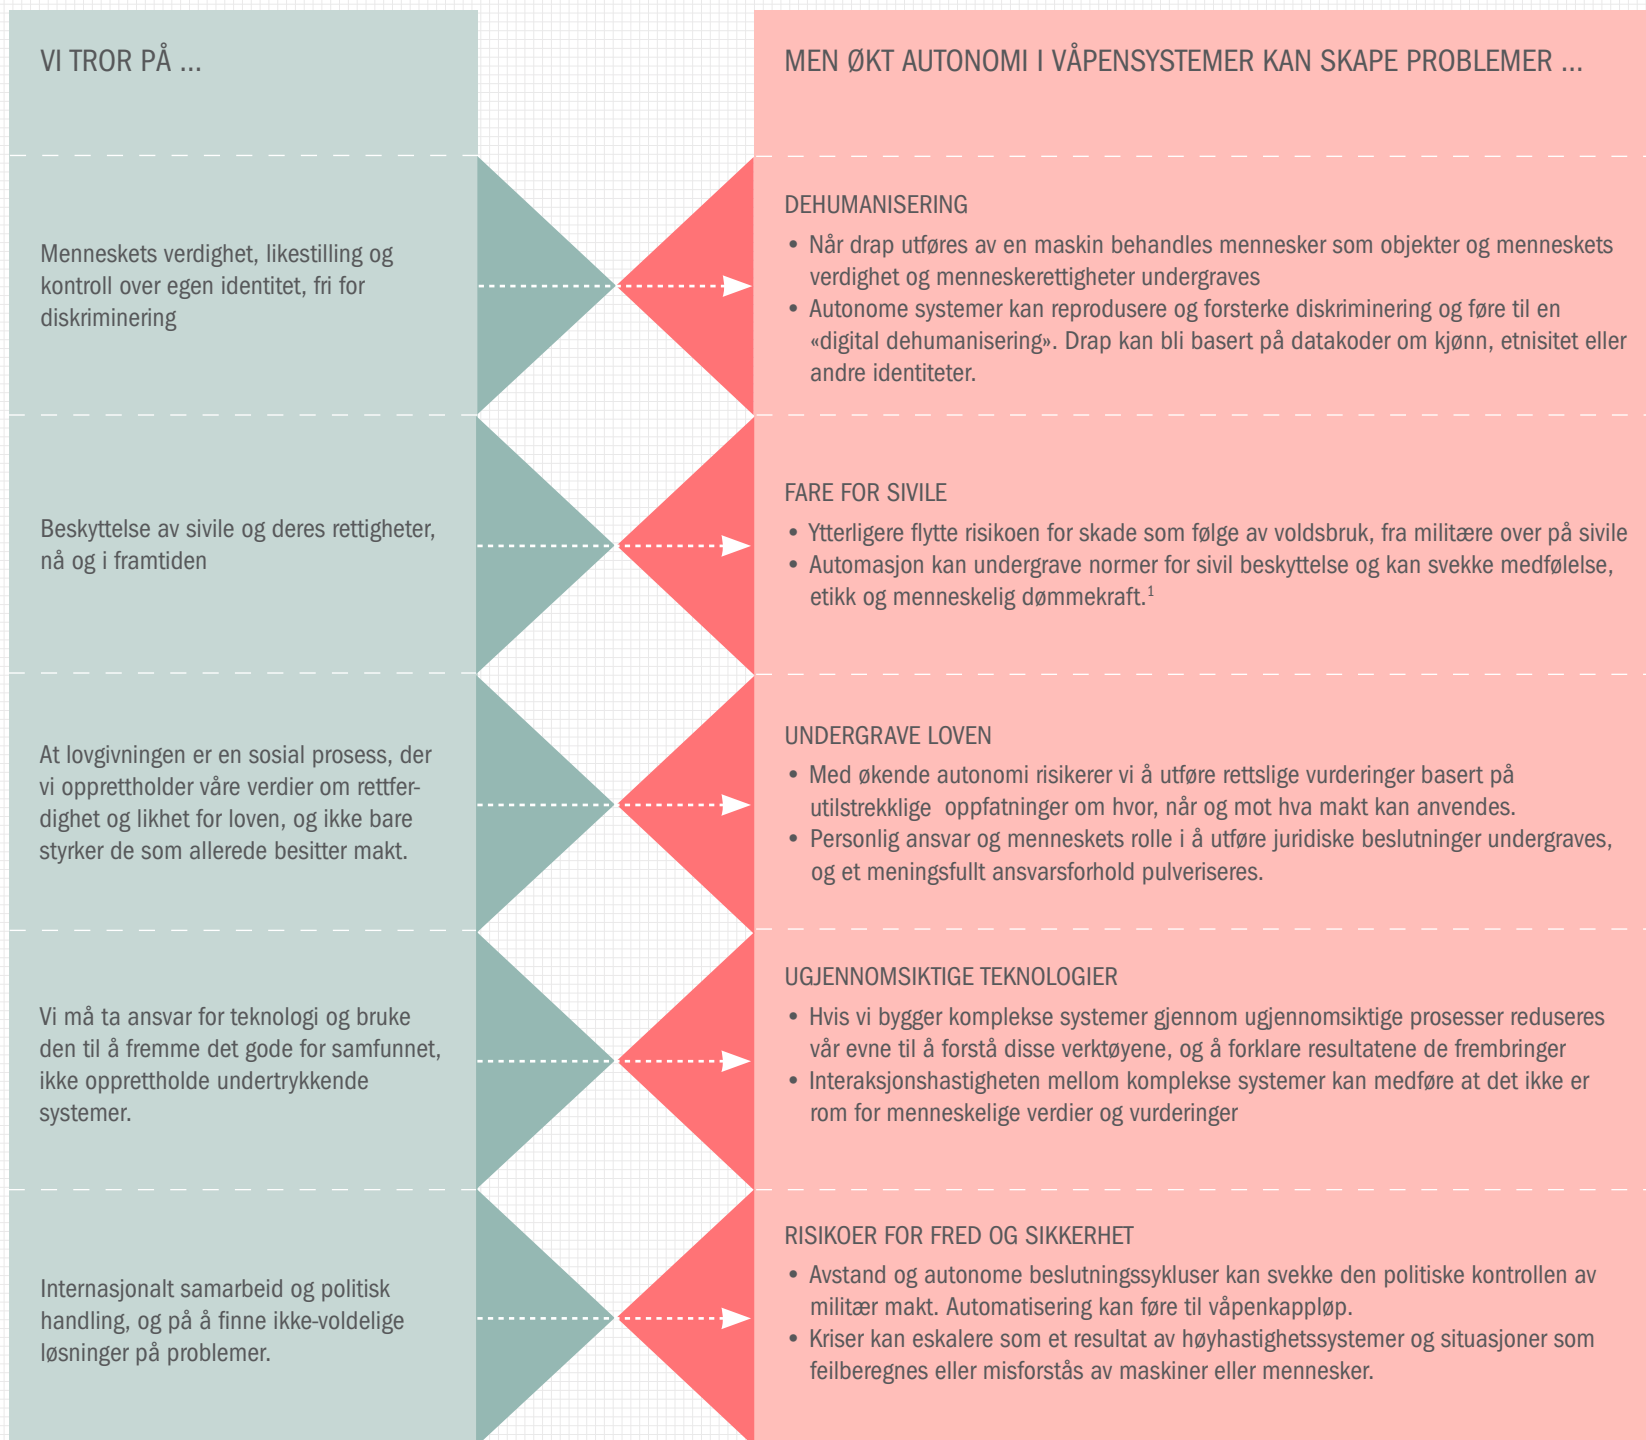 VI TROR PÅ ...
MEN ØKT AUTONOMI I VÅPENSYSTEMER KAN SKAPE PROBLEMER ...
Menneskets verdighet, likestilling og
kontroll over egen identitet, fri for
diskriminering
DEHUMANISERING
• Når drap utføres av en maskin behandles mennesker som objekter og menneskets
verdighet og menneskerettigheter undergraves
• Autonome systemer kan reprodusere og forsterke diskriminering og føre til en
«digital dehumanisering». Drap kan bli basert på datakoder om kjønn, etnisitet eller
andre identiteter.
Beskyttelse av sivile og deres rettigheter,
nå og i framtiden
FARE FOR SIVILE
• Ytterligere flytte risikoen for skade som følge av voldsbruk, fra militære over på sivile
• Automasjon kan undergrave normer for sivil beskyttelse og kan svekke medfølelse,
etikk og menneskelig dømmekraft.¹
At lovgivningen er en sosial prosess, der
vi opprettholder våre verdier om rettfer-
dighet og likhet for loven, og ikke bare
styrker de som allerede besitter makt.
UNDERGRAVE LOVEN
• Med økende autonomi risikerer vi å utføre rettslige vurderinger basert på
utilstrekklige oppfatninger om hvor, når og mot hva makt kan anvendes.
• Personlig ansvar og menneskets rolle i å utføre juridiske beslutninger undergraves,
og et meningsfullt ansvarsforhold pulveriseres.
Vi må ta ansvar for teknologi og bruke
den til å fremme det gode for samfunnet,
ikke opprettholde undertrykkende
systemer.
UGJENNOMSIKTIGE TEKNOLOGIER
• Hvis vi bygger komplekse systemer gjennom ugjennomsiktige prosesser reduseres
vår evne til å forstå disse verktøyene, og å forklare resultatene de frembringer
• Interaksjonshastigheten mellom komplekse systemer kan medføre at det ikke er
rom for menneskelige verdier og vurderinger
Internasjonalt samarbeid og politisk
handling, og på å finne ikke-voldelige
løsninger på problemer.
RISIKOER FOR FRED OG SIKKERHET
• Avstand og autonome beslutningssykluser kan svekke den politiske kontrollen av
militær makt. Automatisering kan føre til våpenkappløp.
• Kriser kan eskalere som et resultat av høyhastighetssystemer og situasjoner som
feilberegnes eller misforstås av maskiner eller mennesker.